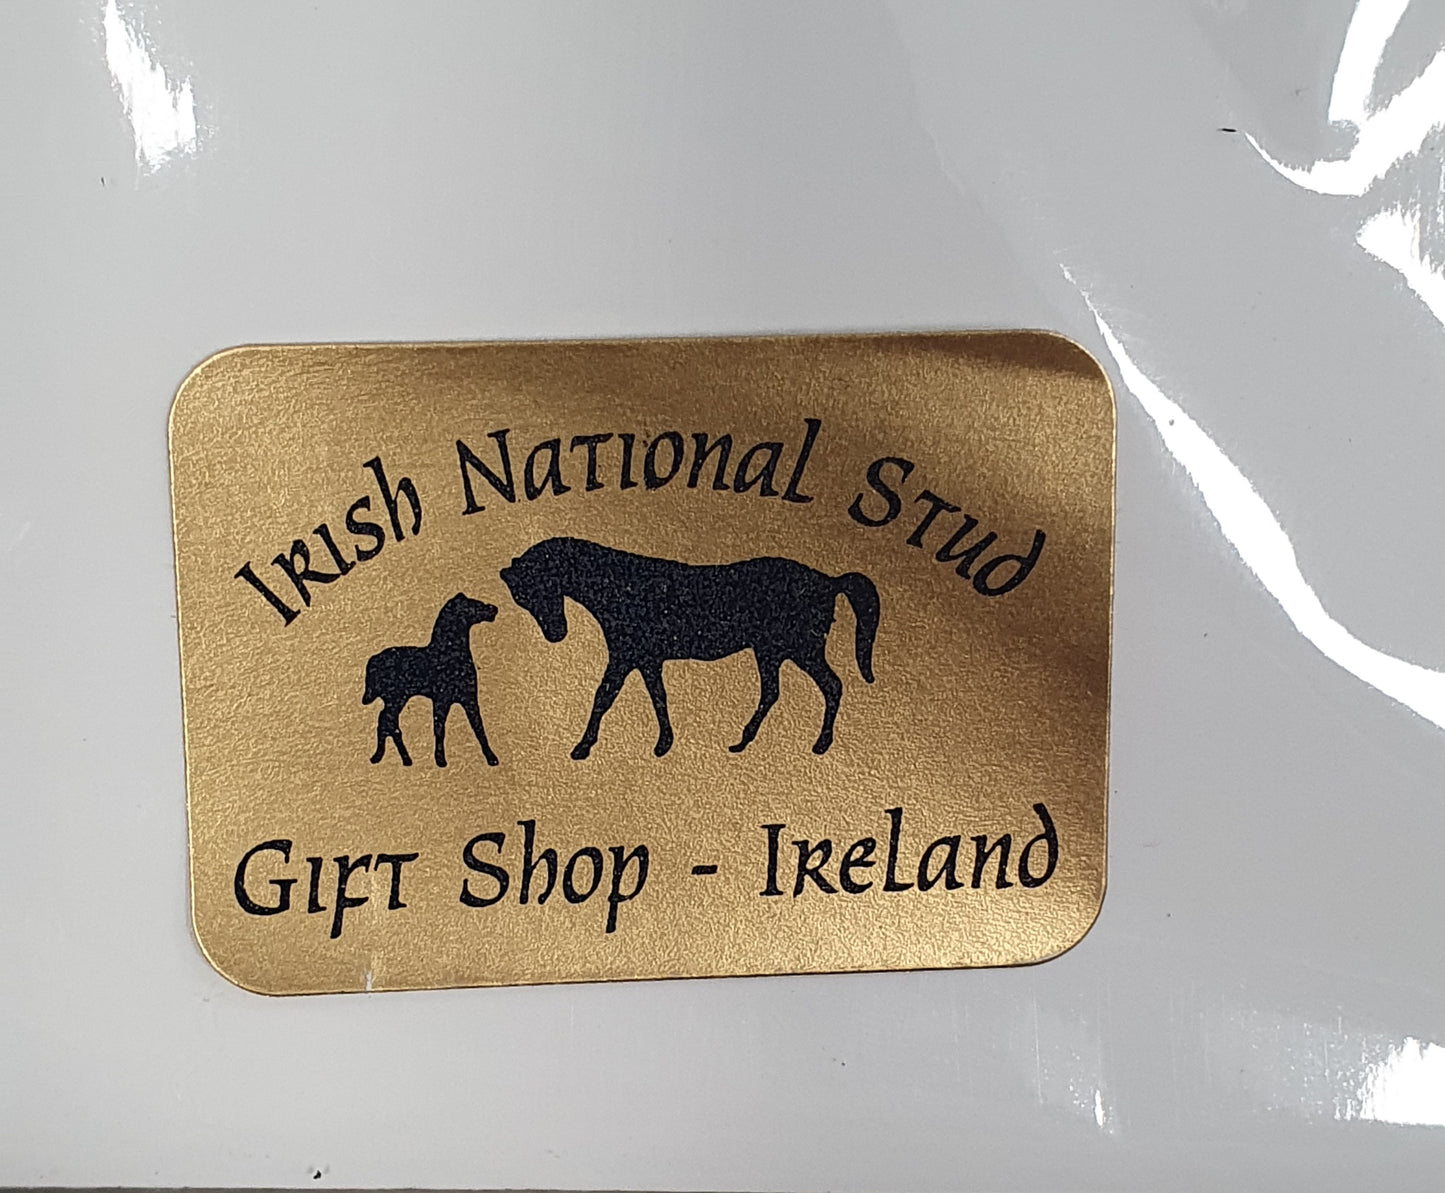 Irish National Stud
Gift Shop - Ireland